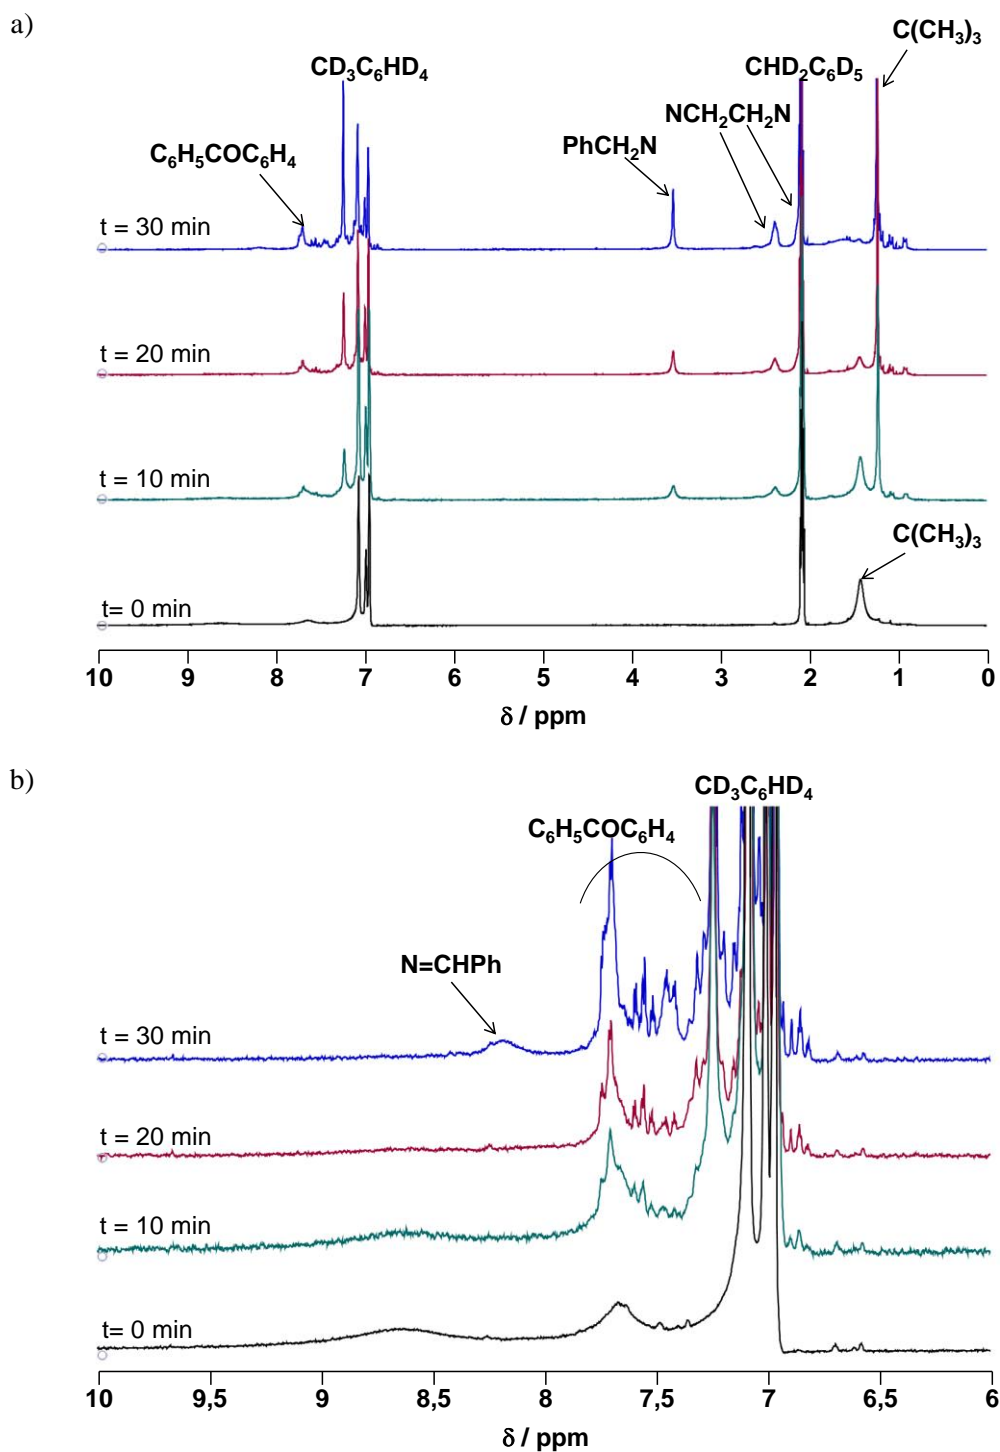 a)
C(CH₃)₃
CD₃C₆HD₄
CHD₂C₆D₅
NCH₂CH₂N
PhCH₂N
C₆H₅COC₆H₄
t = 30 min
t = 20 min
t = 10 min
C(CH₃)₃
t= 0 min
10 9 8 7 6 5 4 3 2 1 0
δ / ppm
b)
CD₃C₆HD₄
C₆H₅COC₆H₄
N=CHPh
t = 30 min
t = 20 min
t = 10 min
t= 0 min
10 9,5 9 8,5 8 7,5 7 6,5 6
δ / ppm